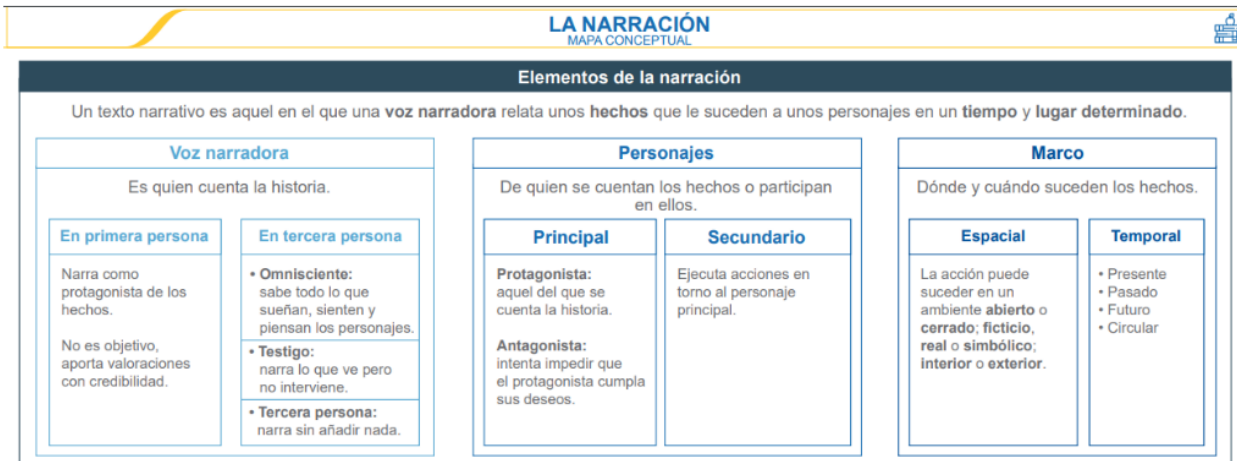 LA NARRACIÓN
MAPA CONCEPTUAL
Elementos de la narración
Un texto narrativo es aquel en el que una voz narradora relata unos hechos que le suceden a unos personajes en un tiempo y lugar determinado.
Voz narradora
Es quien cuenta la historia.
En primera persona
Narra como
protagonista de los
hechos.
No es objetivo,
aporta valoraciones
con credibilidad.
En tercera persona
• Omnisciente:
sabe todo lo que
sueñan, sienten y
piensan los personajes.
• Testigo:
narra lo que ve pero
no interviene.
• Tercera persona:
narra sin añadir nada.
Personajes
De quien se cuentan los hechos o participan
en ellos.
Principal
Protagonista:
aquel del que se
cuenta la historia.
Antagonista:
intenta impedir que
el protagonista cumpla
sus deseos.
Secundario
Ejecuta acciones en
torno al personaje
principal.
Marco
Dónde y cuándo suceden los hechos.
Espacial
La acción puede
suceder en un
ambiente abierto o
cerrado; ficticio,
real o simbólico;
interior o exterior.
Temporal
• Presente
• Pasado
• Futuro
• Circular